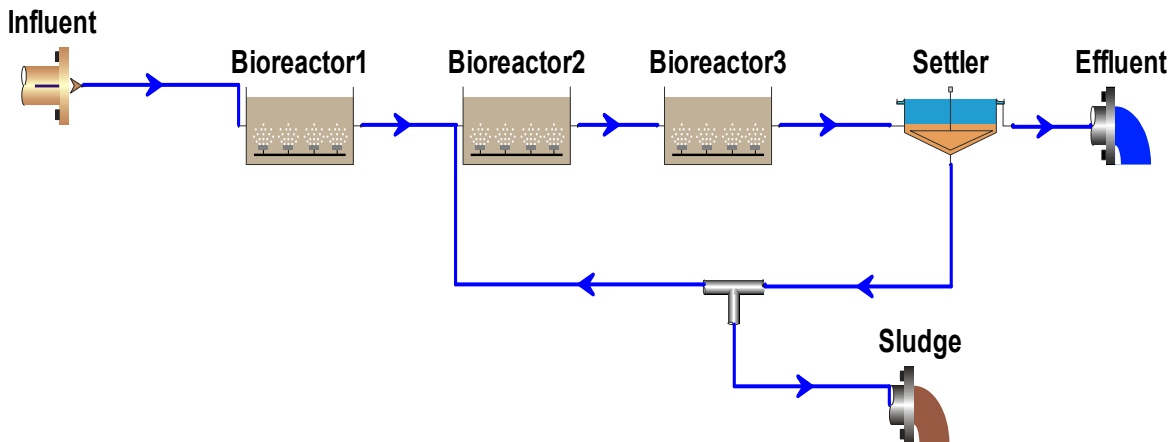 Influent
Bioreactor1
Bioreactor2
Bioreactor3
Settler
Effluent
Sludge